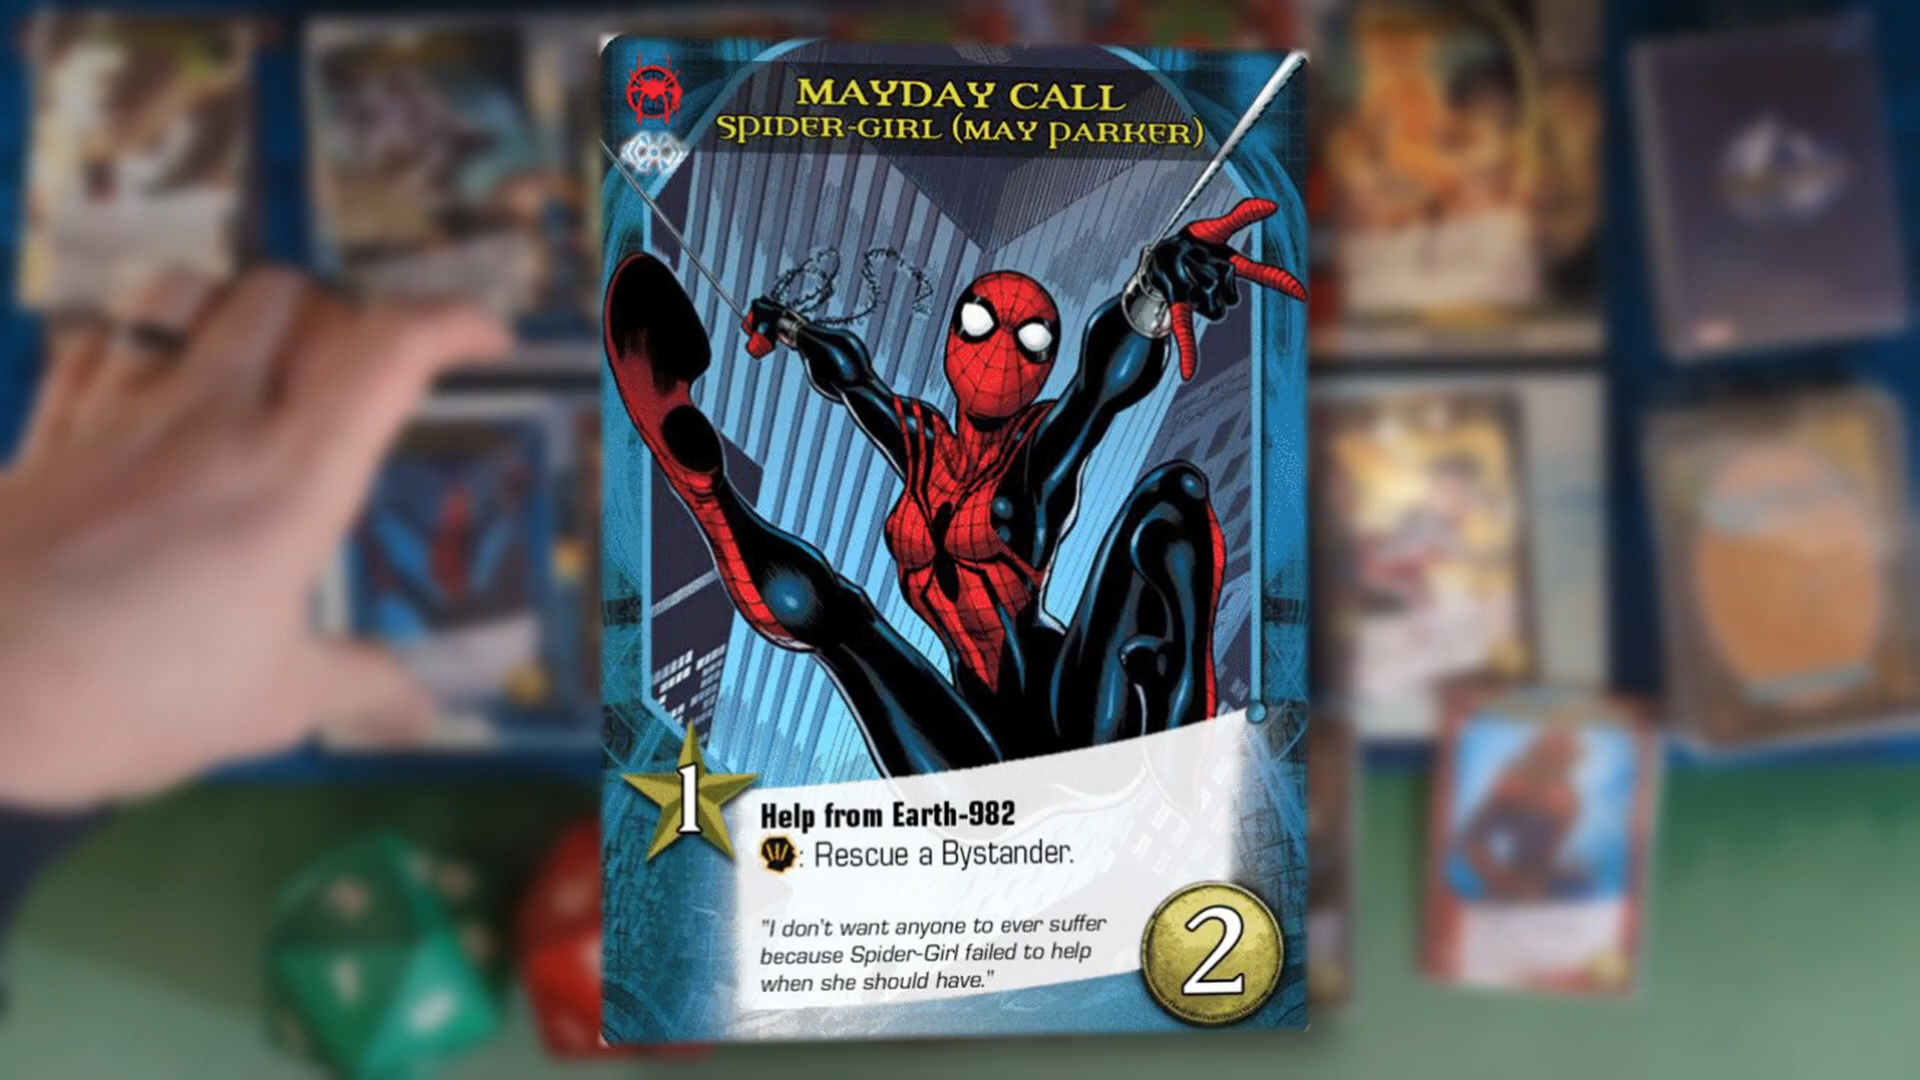 MAYDAY CALL
SPIDER-GIRL (MAY PARKER)
1
Help from Earth-982
: Rescue a Bystander.
"I don't want anyone to ever suffer
because Spider-Girl failed to help
when she should have."
2